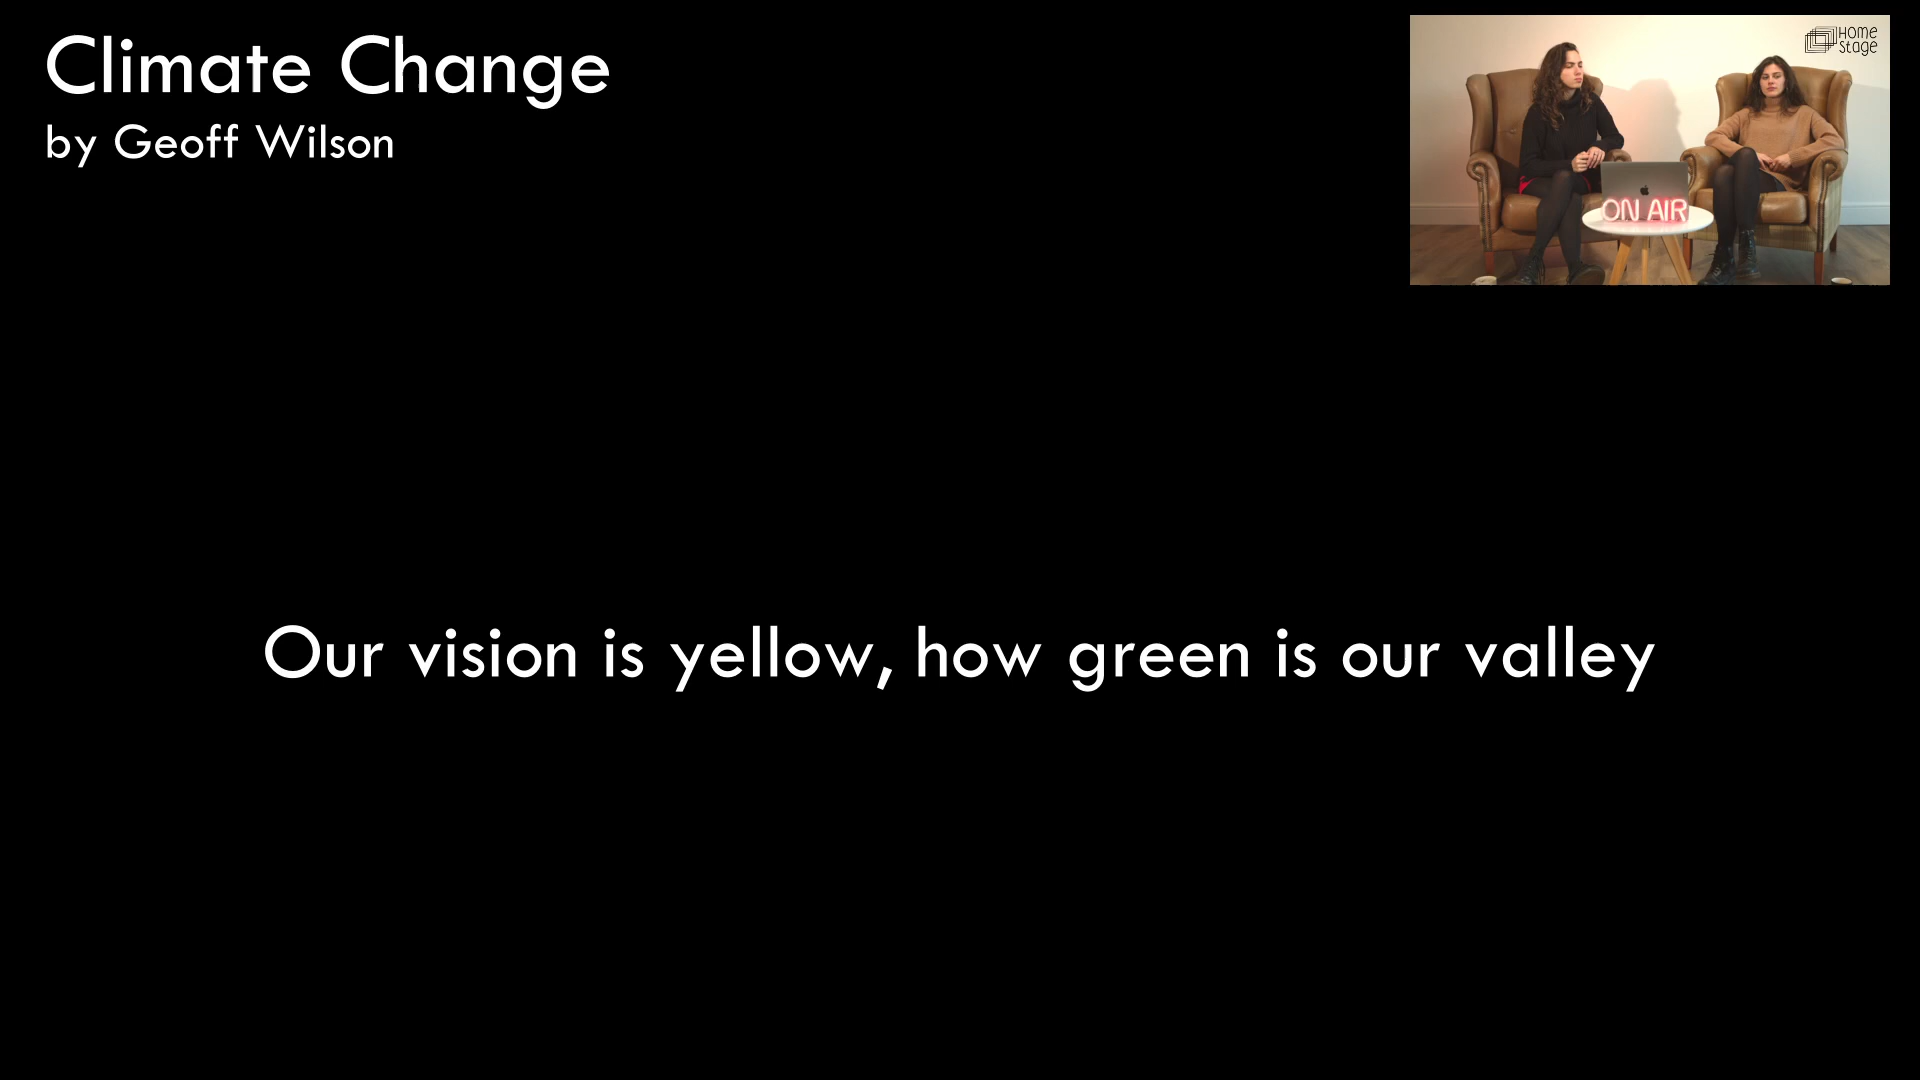 Climate Change
by Geoff Wilson
HOME
Stage
ON AIR
Our vision is yellow, how green is our valley